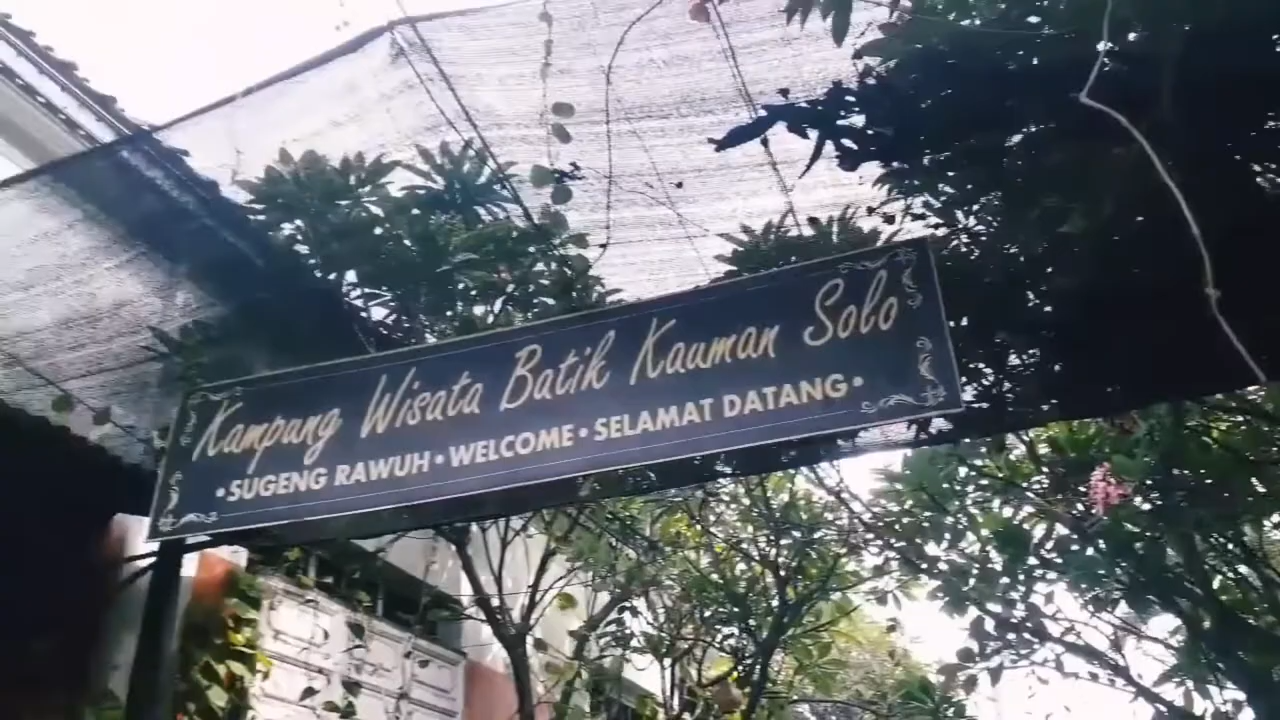 Kampung Wisata Batik Kauman Solo
•SUGENG RAWUH•WELCOME•SELAMAT DATANG•